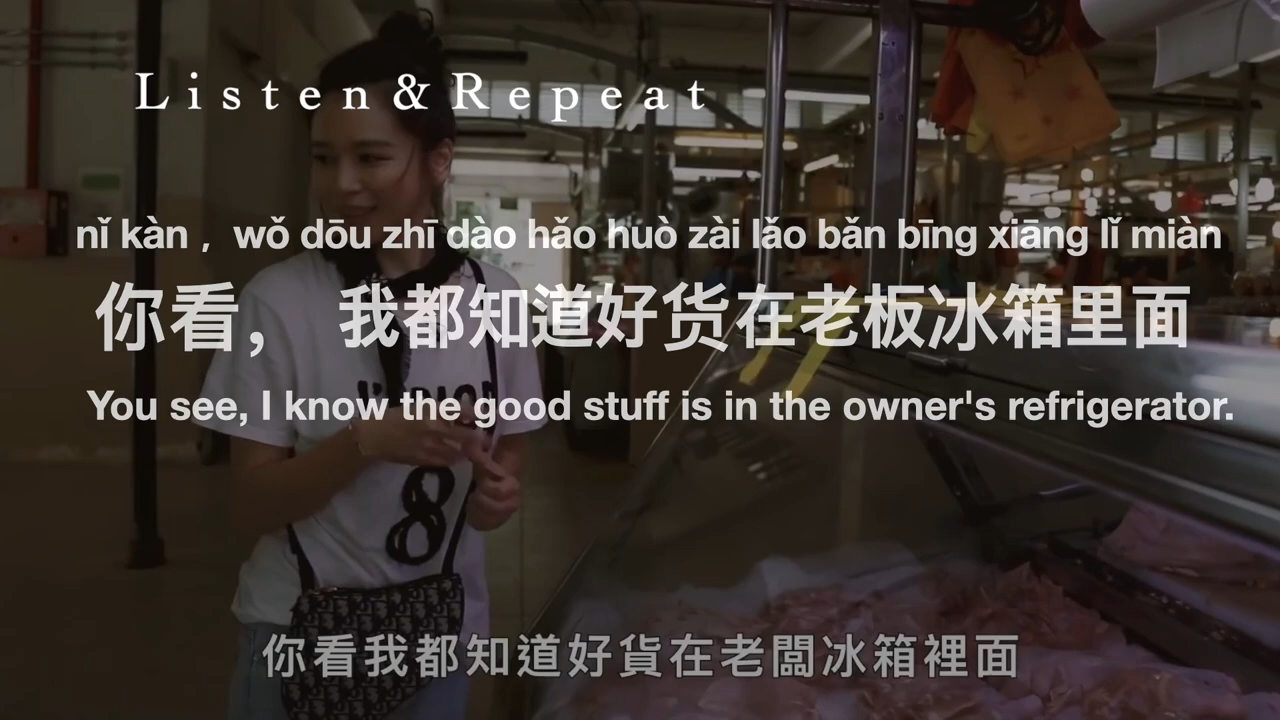 Listen&Repeat
nǐ kàn，wǒ dōu zhī dào hǎo huò zài lǎo bǎn bīng xiāng lǐ miàn
你看， 我都知道好货在老板冰箱里面
You see, I know the good stuff is in the owner's refrigerator.
8
你看我都知道好貨在老闆冰箱裡面